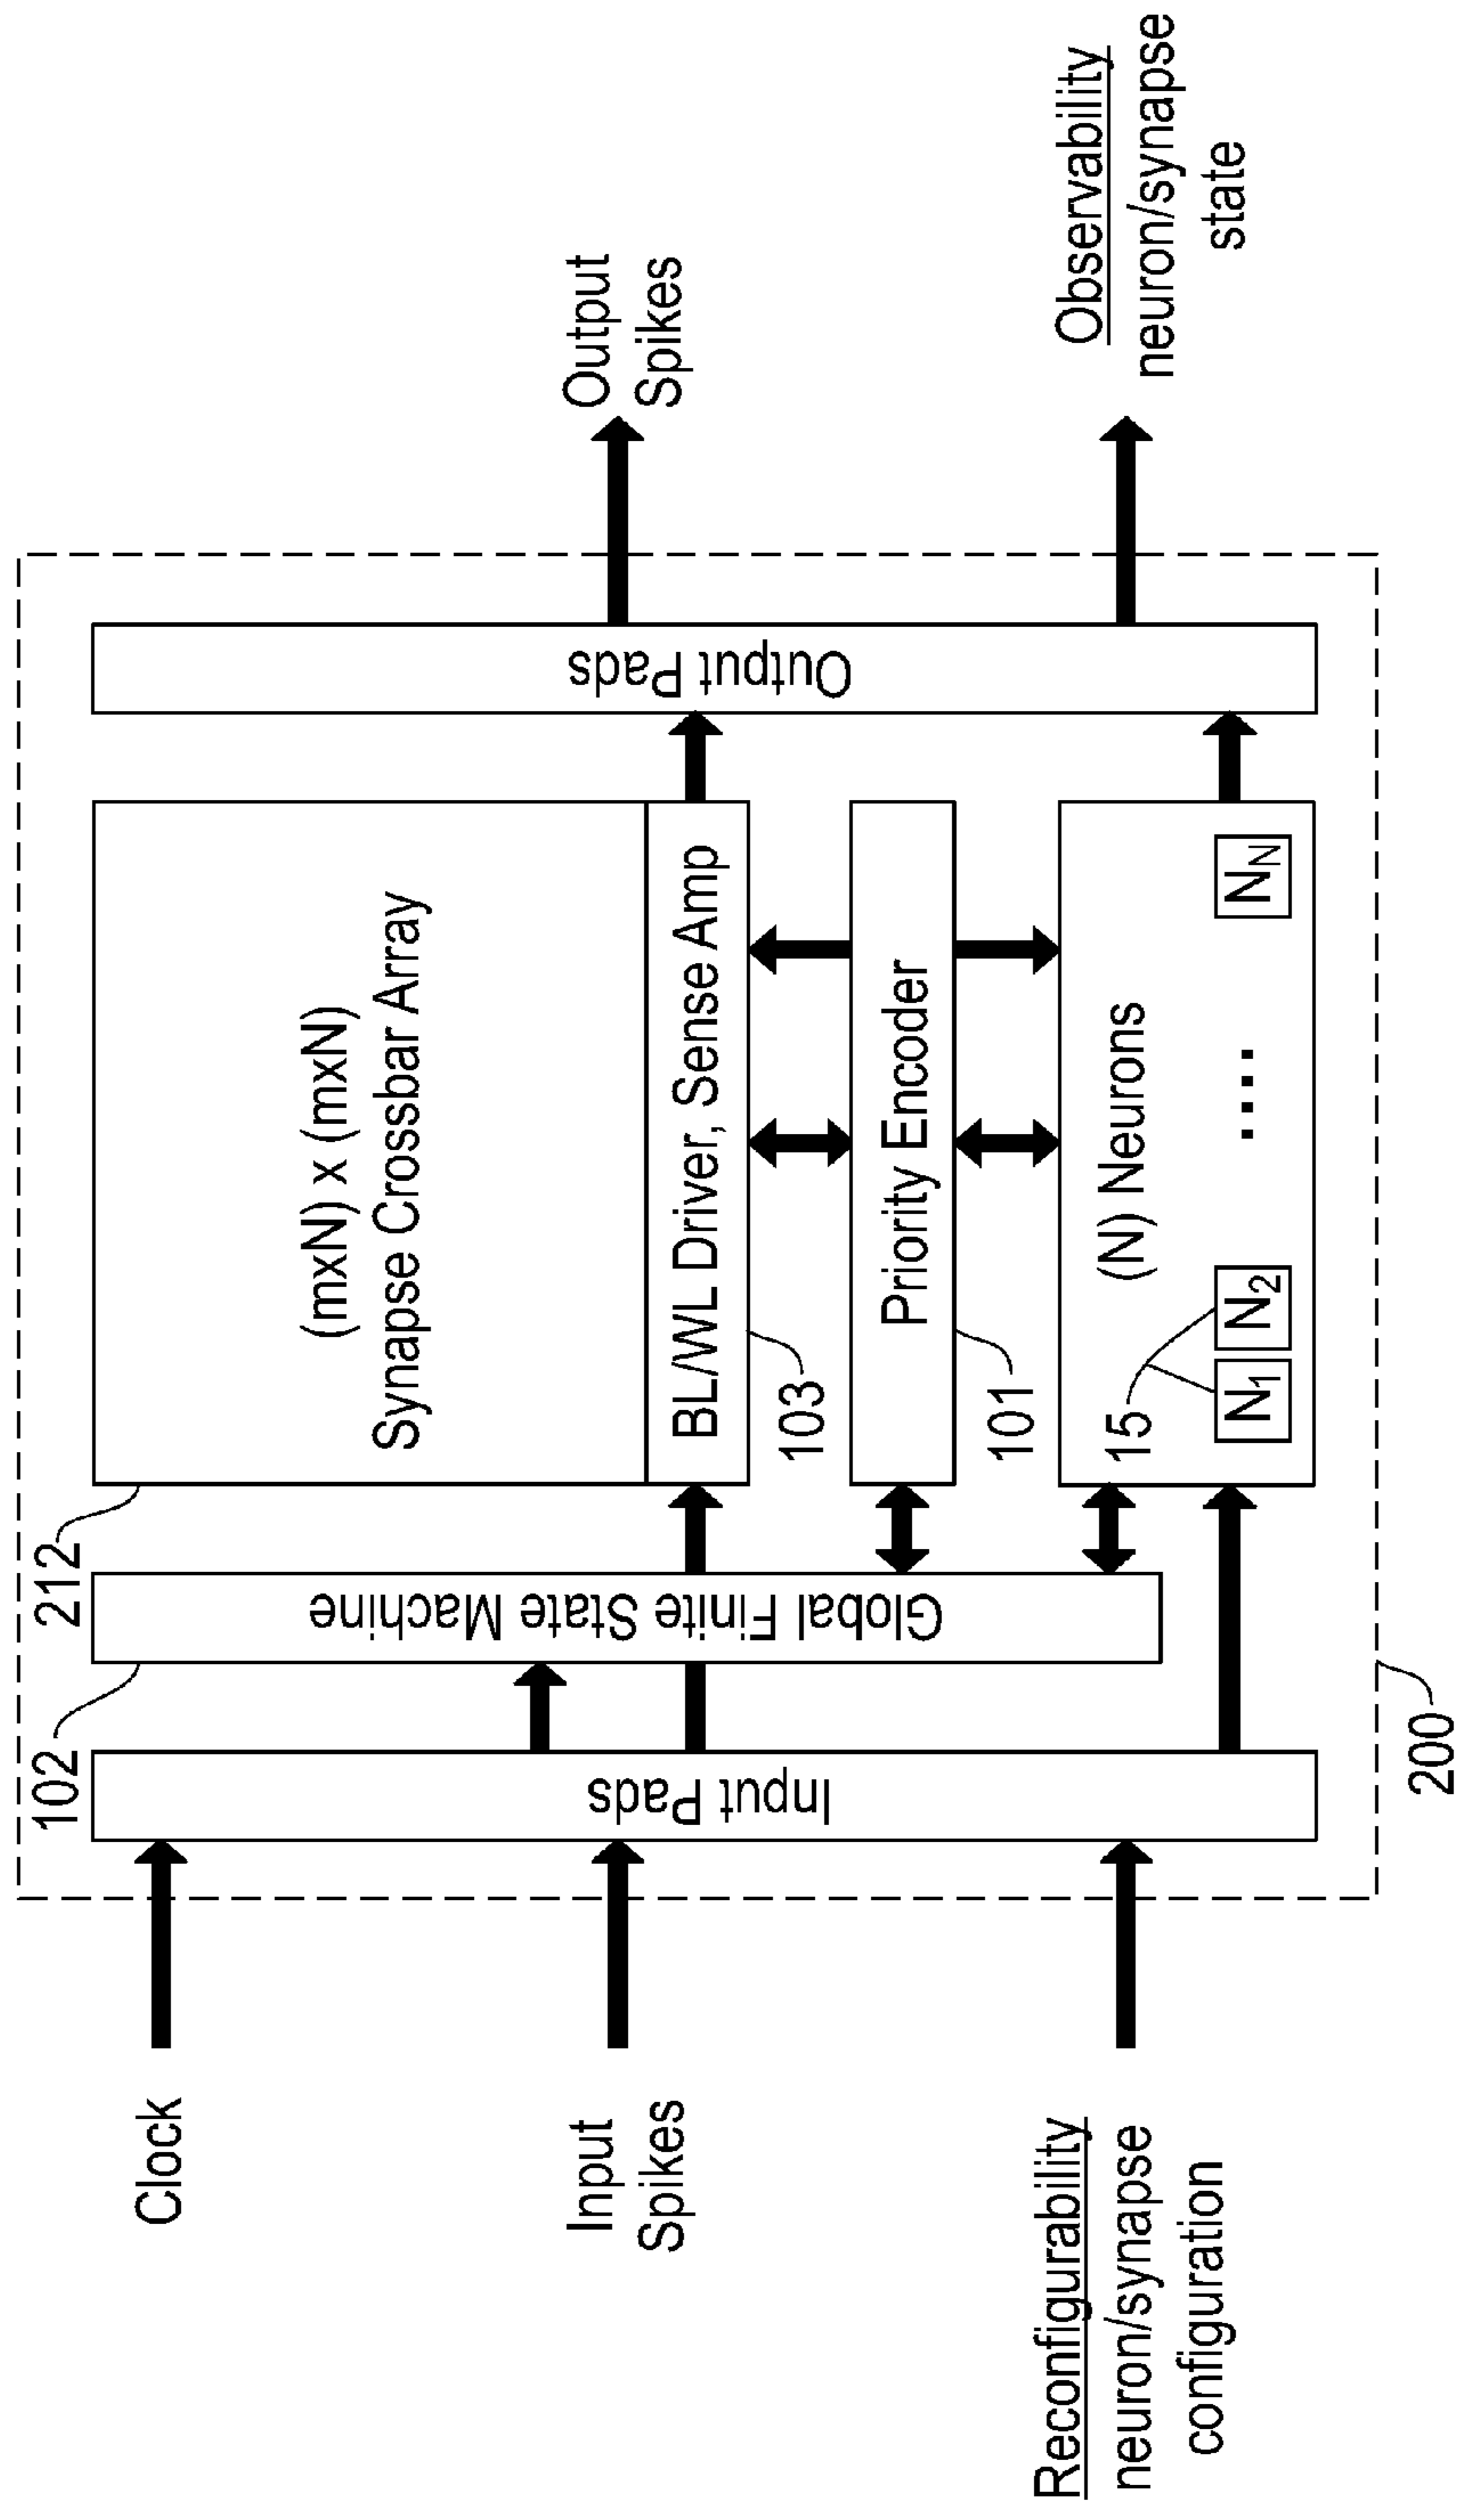 Clock
Input
Spikes
Reconfigurability
neuron/synapse
configuration
102
212
Input Pads
Global Finite State Machine
(mxN) x (mxN)
Synapse Crossbar Array
BL/WL Driver, Sense Amp
103
Priority Encoder
101
(N) Neurons
15
N1
N2
....
NN
200
Output Pads
Output
Spikes
Observability
neuron/synapse
state